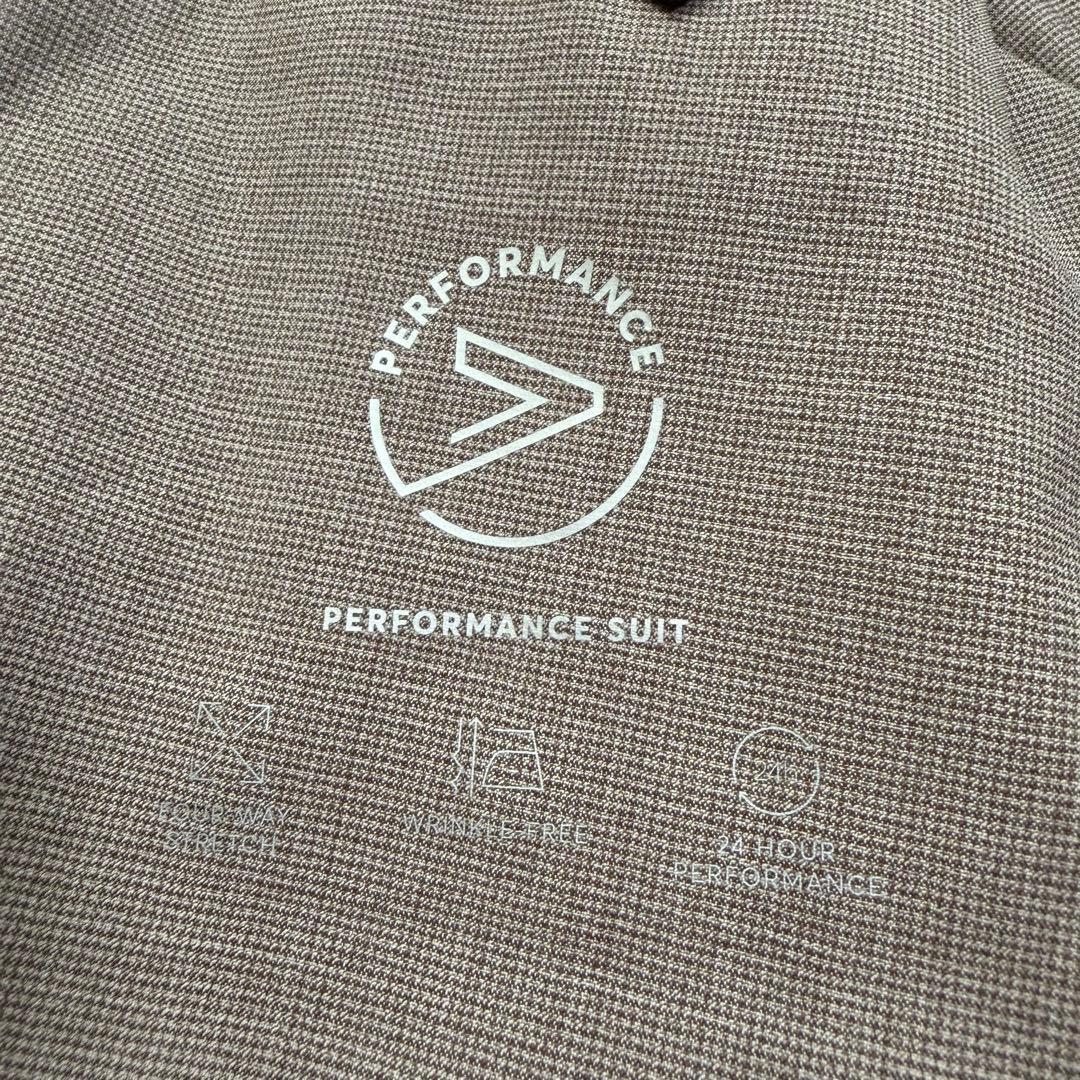 PERFORMANCE
PERFORMANCE SUIT
24h
FOUR-WAY
STRETCH
WRINKLE-FREE
24 HOUR
PERFORMANCE